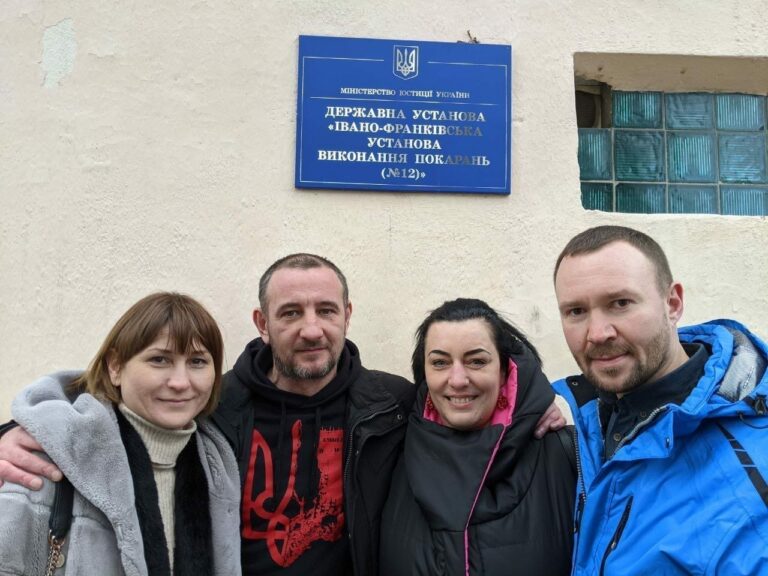 МІНІСТЕРСТВО ЮСТИЦІЇ УКРАЇНИ
ДЕРЖАВНА УСТАНОВА
«ІВАНО-ФРАНКІВСЬКА
УСТАНОВА
ВИКОНАННЯ ПОКАРАНЬ
(№12)»